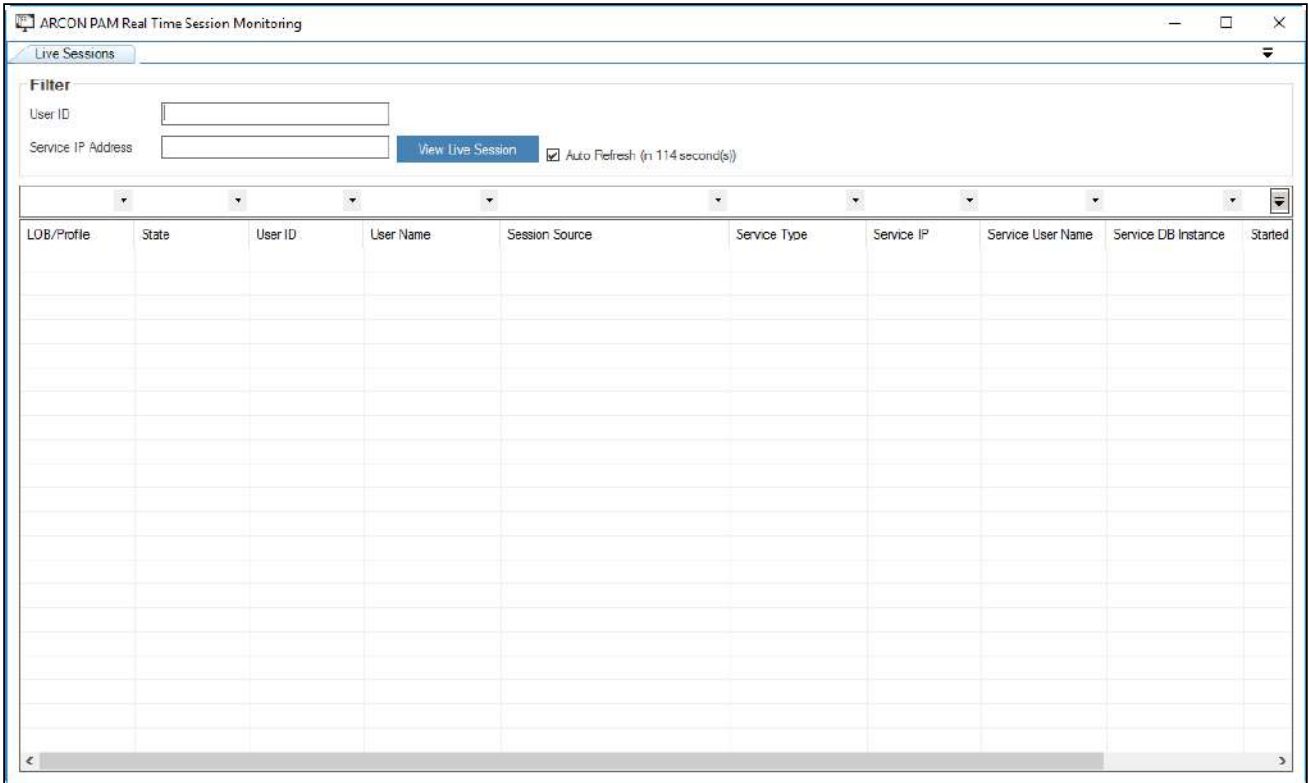 ARCON PAM Real Time Session Monitoring
Live Sessions
Filter
User ID
Service IP Address View Live Session Auto Refresh (in 114 second(s))
LOB/Profile State User ID User Name Session Source Service Type Service IP Service User Name Service DB Instance Started